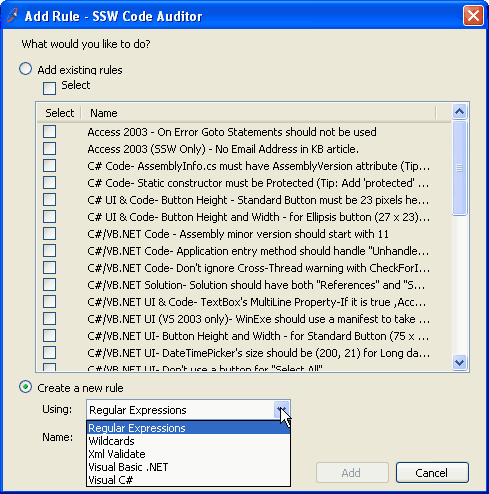 Add Rule - SSW Code Auditor
What would you like to do?
Add existing rules
Select
Select Name
Access 2003 - On Error Goto Statements should not be used
Access 2003 (SSW Only) - No Email Address in KB article.
C# Code- AssemblyInfo.cs must have AssemblyVersion attribute (Tip...
C# Code- Static constructor must be Protected (Tip: Add 'protected' ...
C# UI & Code- Button Height - Standard Button must be 23 pixels he...
C# UI & Code- Button Height and Width - for Ellipsis button (27 x 23)...
C#/VB.NET Code - Assembly minor version should start with 11
C#/VB.NET Code- Application entry method should handle "Unhandle...
C#/VB.NET Code- Don't ignore Cross-Thread warning with CheckForI...
C#/VB.NET Solution- Solution should have both "References" and "S...
C#/VB.NET UI & Code- TextBox's MultiLine Property-If it is true ,Acc...
C#/VB.NET UI (VS 2003 only)- WinExe should use a manifest to take ...
C#/VB.NET UI- Button Height and Width - for Standard Button (75 x ...
C#/VB.NET UI- DateTimePicker's size should be (200, 21) for Long da...
C#/VB.NET UI- Don't use a button for "Select All"
Create a new rule
Using: Regular Expressions
Regular Expressions
Name: Wildcards
Xml Validate
Visual Basic .NET
Visual C#
Add Cancel